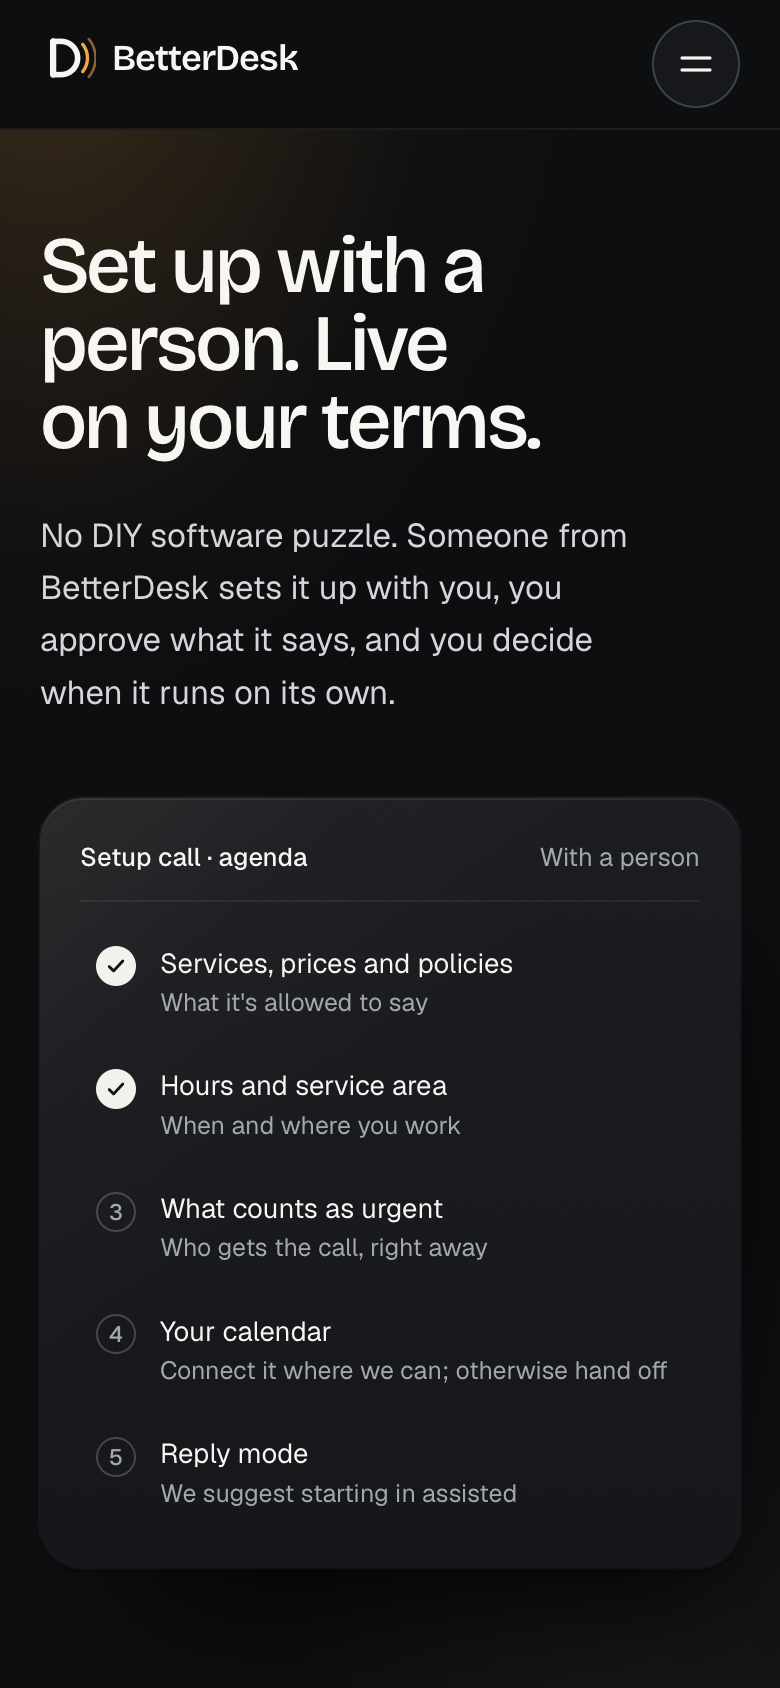 BetterDesk
Set up with a
person. Live
on your terms.
No DIY software puzzle. Someone from
BetterDesk sets it up with you, you
approve what it says, and you decide
when it runs on its own.
Setup call · agenda
With a person
Services, prices and policies
What it's allowed to say
Hours and service area
When and where you work
3
What counts as urgent
Who gets the call, right away
4
Your calendar
Connect it where we can; otherwise hand off
5
Reply mode
We suggest starting in assisted